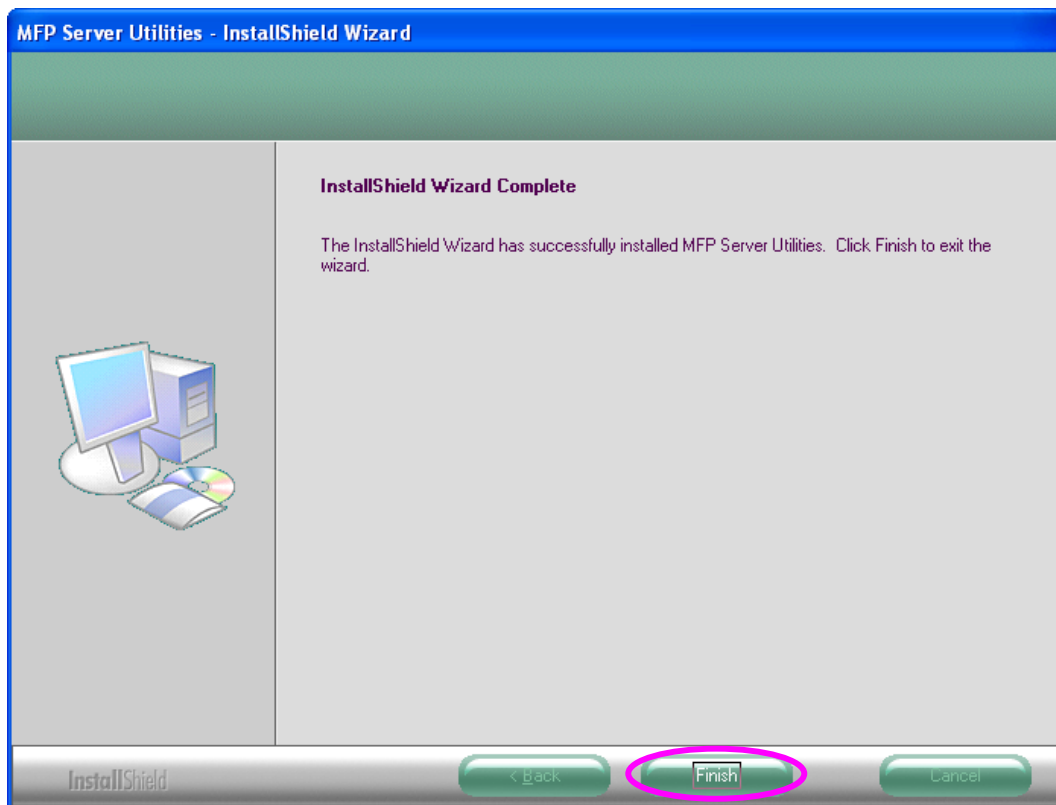 MFP Server Utilities - InstallShield Wizard
InstallShield Wizard Complete
The InstallShield Wizard has successfully installed MFP Server Utilities. Click Finish to exit the
wizard.
InstallShield
< Back
Finish
Cancel